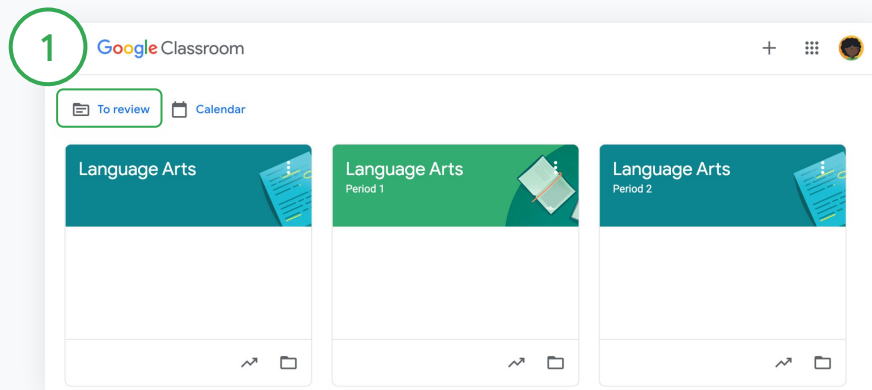 1
Google Classroom
To review Calendar
Language Arts
Language Arts
Period 1
Language Arts
Period 2